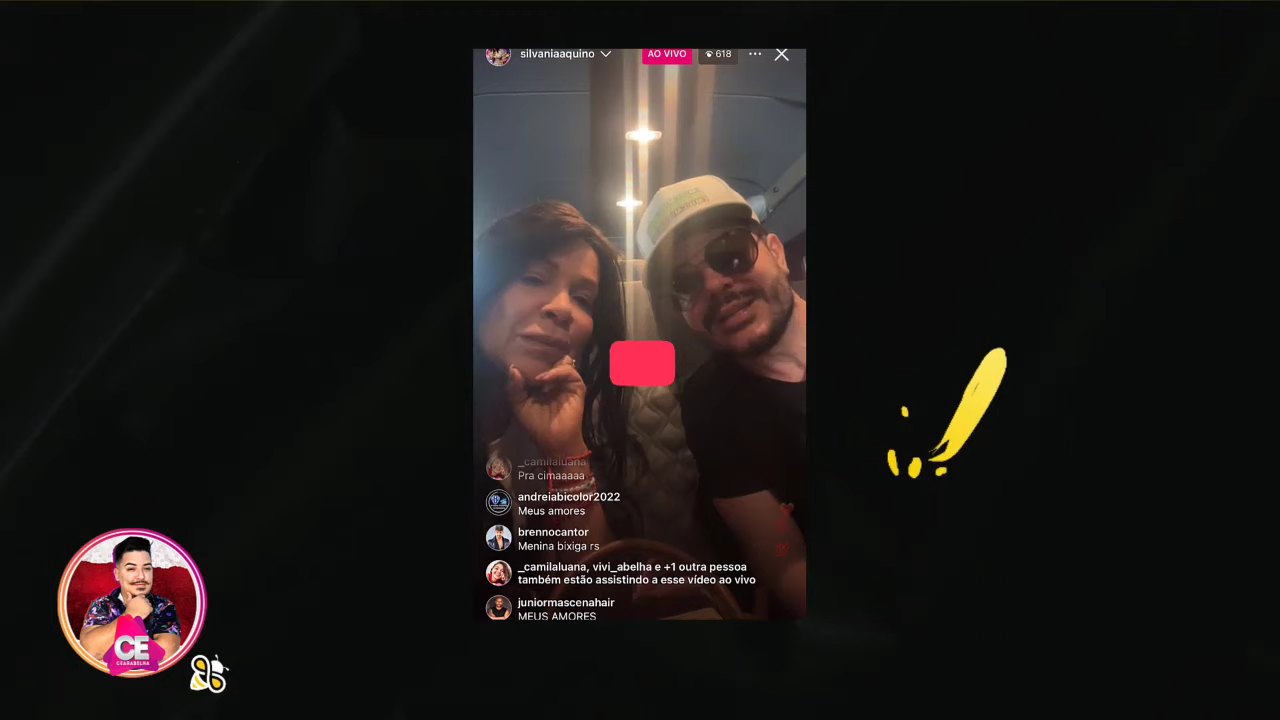 silvaniaaquino
AO VIVO
618
_camilaluana
Pra cimaaaaa
andreiabicolor2022
Meus amores
brennocantor
Menina bixiga rs
_camilaluana, vivi_abelha e +1 outra pessoa
também estão assistindo a esse vídeo ao vivo
juniormascenahair
MEUS AMORES
CE
CEARABELHA